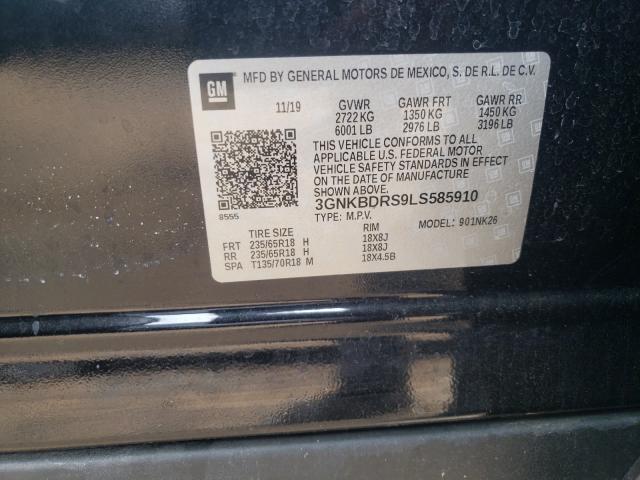 GM
MFD BY GENERAL MOTORS DE MEXICO, S. DE R.L. DE C.V.
11/19 GVWR GAWR FRT GAWR RR
2722 KG 1350 KG 1450 KG
6001 LB 2976 LB 3196 LB
THIS VEHICLE CONFORMS TO ALL
APPLICABLE U.S. FEDERAL MOTOR
VEHICLE SAFETY STANDARDS IN EFFECT
ON THE DATE OF MANUFACTURE
SHOWN ABOVE.
3GNKBDRS9LS585910
8555 TYPE: M.P.V. MODEL: 901NK26
TIRE SIZE RIM
FRT 235/65R18 H 18X8J
RR 235/65R18 H 18X8J
SPA T135/70R18 M 18X4.5B